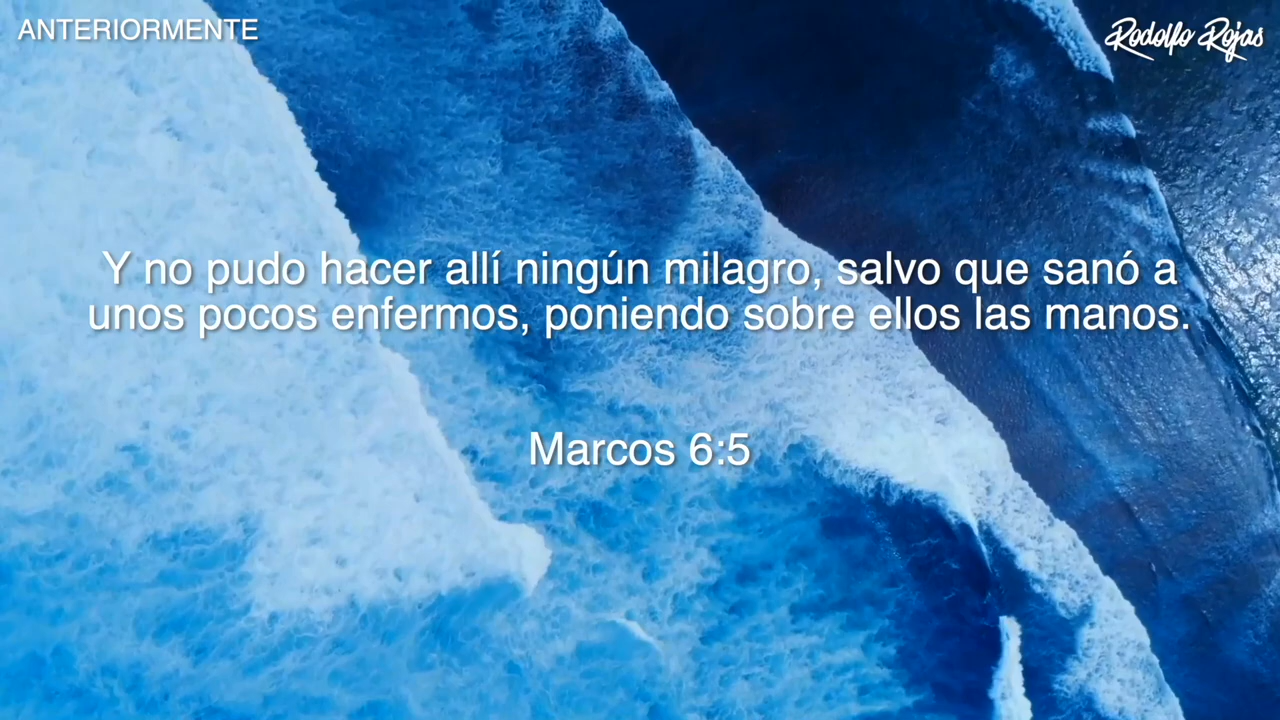 ANTERIORMENTE
Rodolfo Rojas
Y no pudo hacer allí ningún milagro, salvo que sanó a
unos pocos enfermos, poniendo sobre ellos las manos.
Marcos 6:5